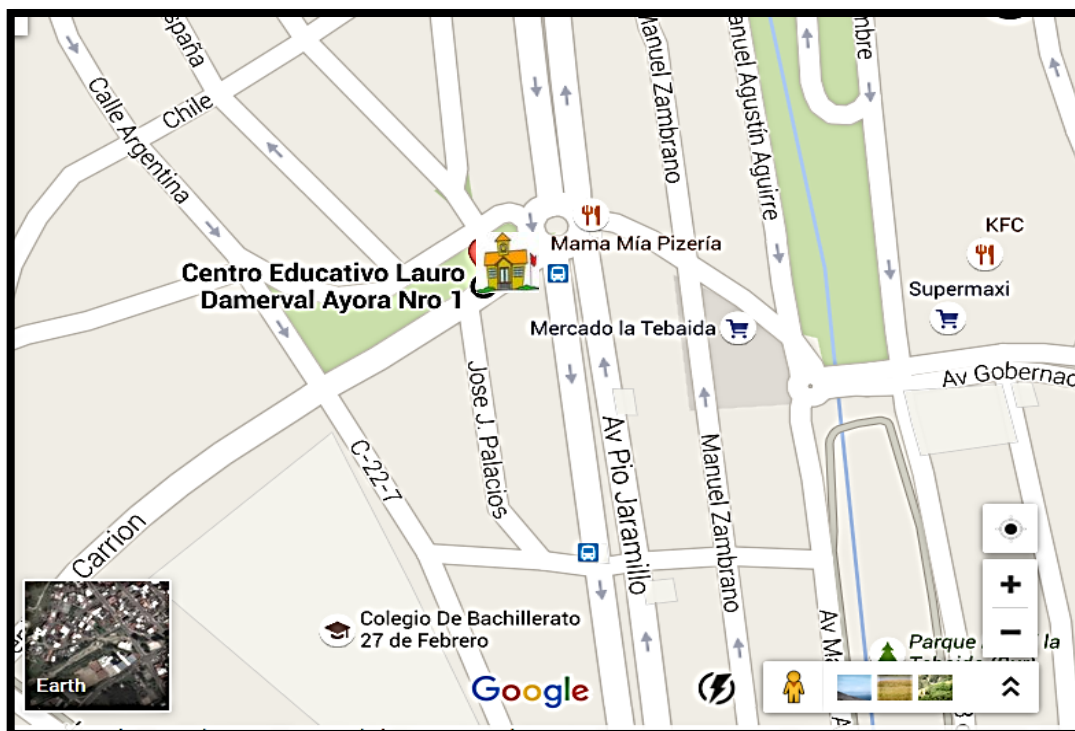 España
Chile
Calle Argentina
Manuel Zambrano
Manuel Agustín Aguirre
KFC
Mama Mía Pizería
Centro Educativo Lauro
Damerval Ayora Nro 1
Supermaxi
Mercado la Tebaida
Av Gobernac
Jose J. Palacios
Av Pio Jaramillo
C-22-7
Manuel Zambrano
Carrion
Colegio De Bachillerato
27 de Febrero
Av Ma
Parque
la
Earth
Google